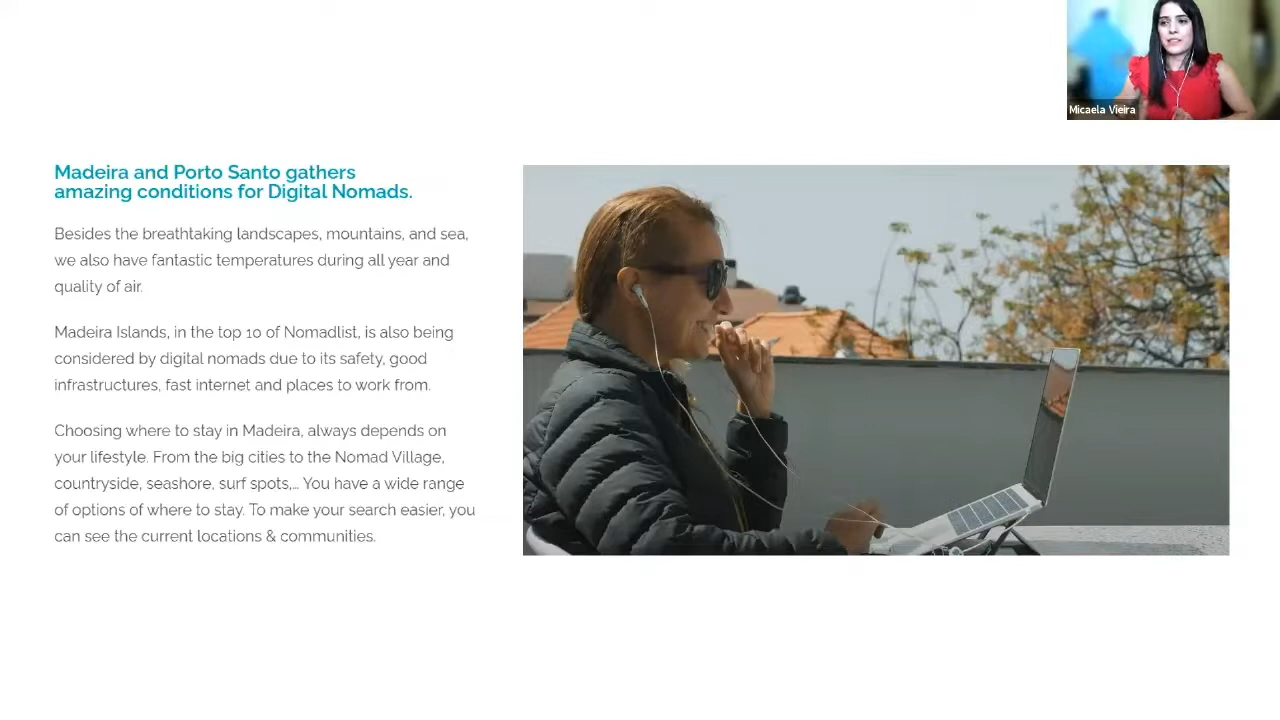 Micaela Vieira
Madeira and Porto Santo gathers
amazing conditions for Digital Nomads.
Besides the breathtaking landscapes, mountains, and sea,
we also have fantastic temperatures during all year and
quality of air.
Madeira Islands, in the top 10 of Nomadlist, is also being
considered by digital nomads due to its safety, good
infrastructures, fast internet and places to work from.
Choosing where to stay in Madeira, always depends on
your lifestyle. From the big cities to the Nomad Village,
countryside, seashore, surf spots,... You have a wide range
of options of where to stay. To make your search easier, you
can see the current locations & communities.